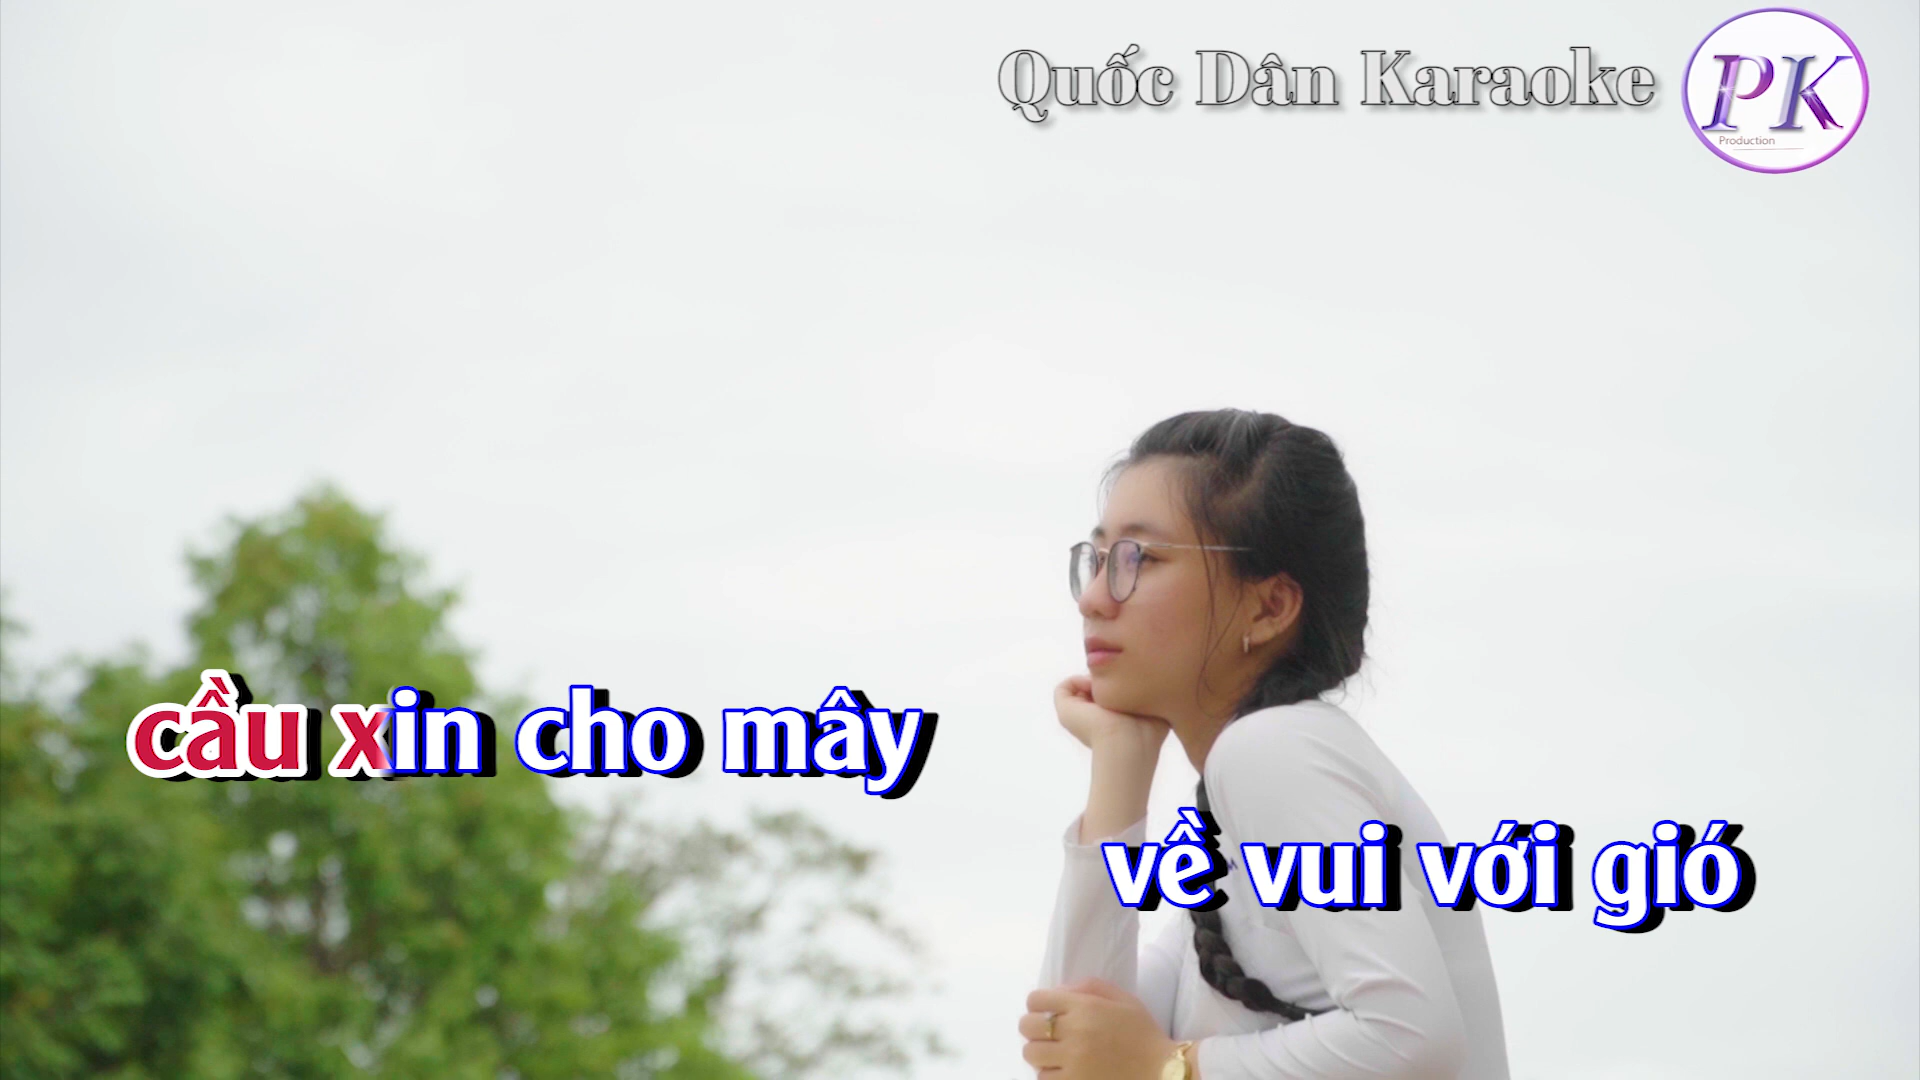 Quốc Dân Karaoke
PK
Production
cầu xin cho mây
về vui với gió